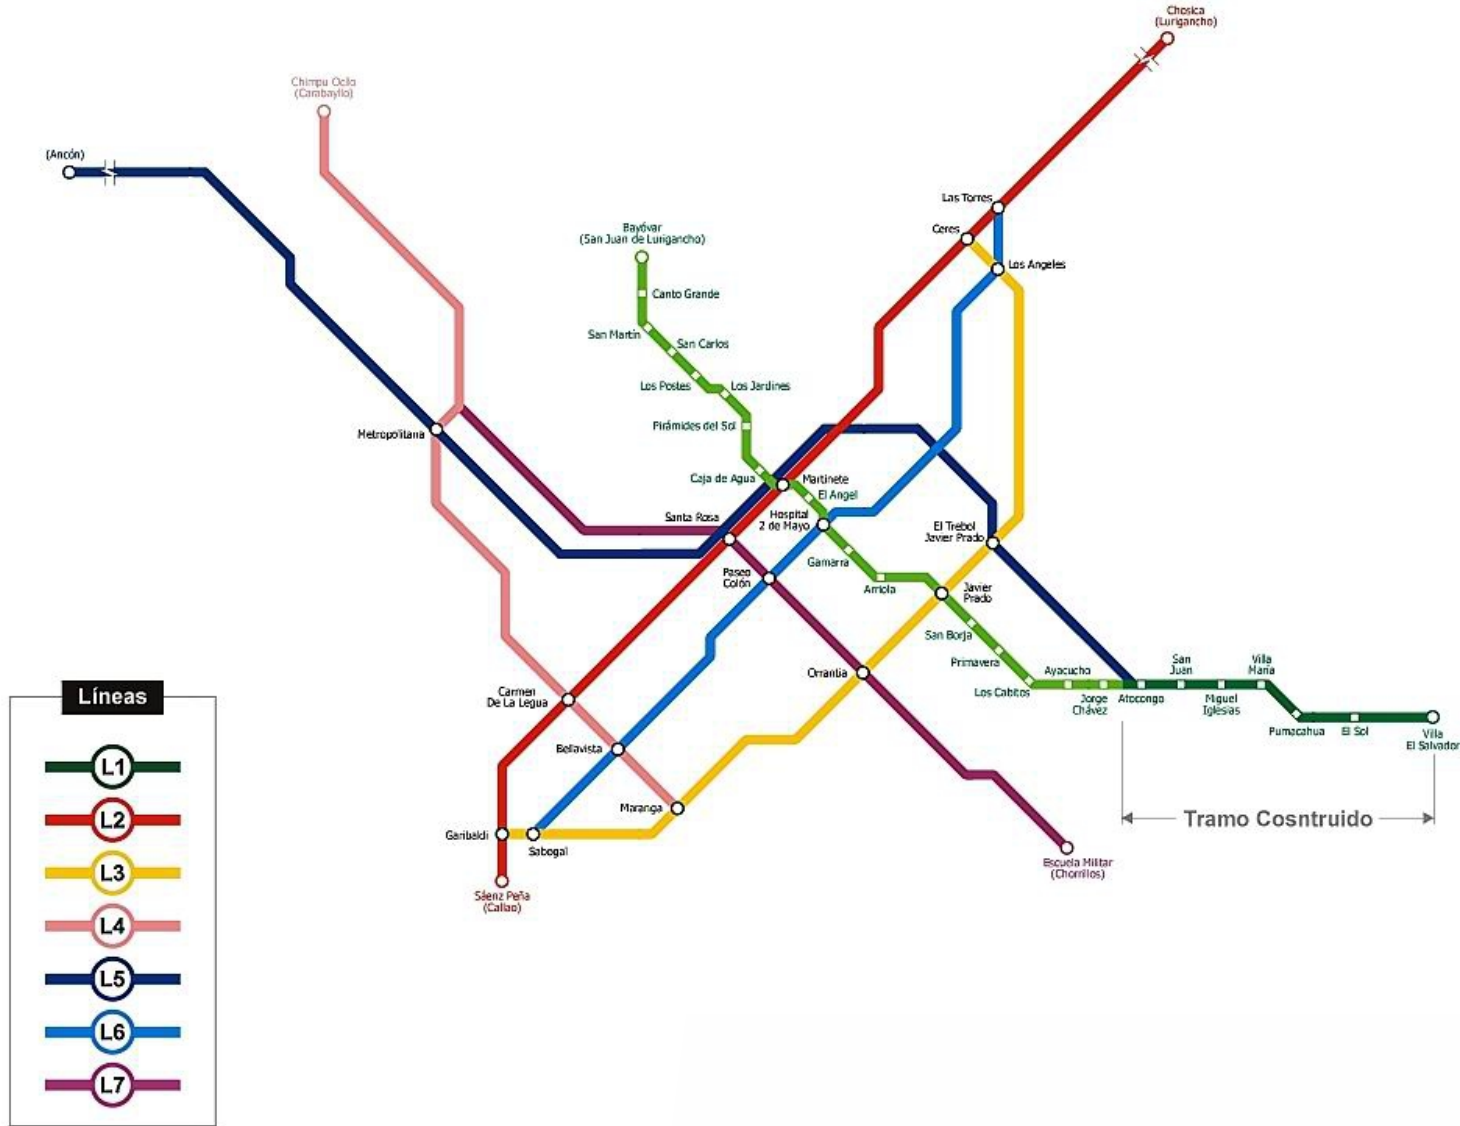 Chosica
(Lurigancho)
Chimpu Ocllo
(Carabayllo)
(Ancón)
Las Torres
Ceres
Bayóvar
(San Juan de Lurigancho)
Los Angeles
Canto Grande
San Martín
San Carlos
Los Postes
Los Jardines
Pirámides del Sol
Metropolitana
Caja de Agua
Martinete
El Angel
Santa Rosa
Hospital
2 de Mayo
El Trebol
Javier Prado
Gamarra
Paseo
Colón
Arriola
Javier
Prado
San Borja
Primavera
Orrantia
Ayacucho
San
Juan
Villa
María
Los Cabitos
Jorge
Chávez
Atocongo
Miguel
Iglesias
Carmen
De La Legua
Pumacahua
El Sol
Villa
El Salvador
Bellavista
Maranga
Tramo Cosntruido
Garibaldi
Sabogal
Escuela Militar
(Chorrillos)
Sáenz Peña
(Callao)
Líneas
L1
L2
L3
L4
L5
L6
L7